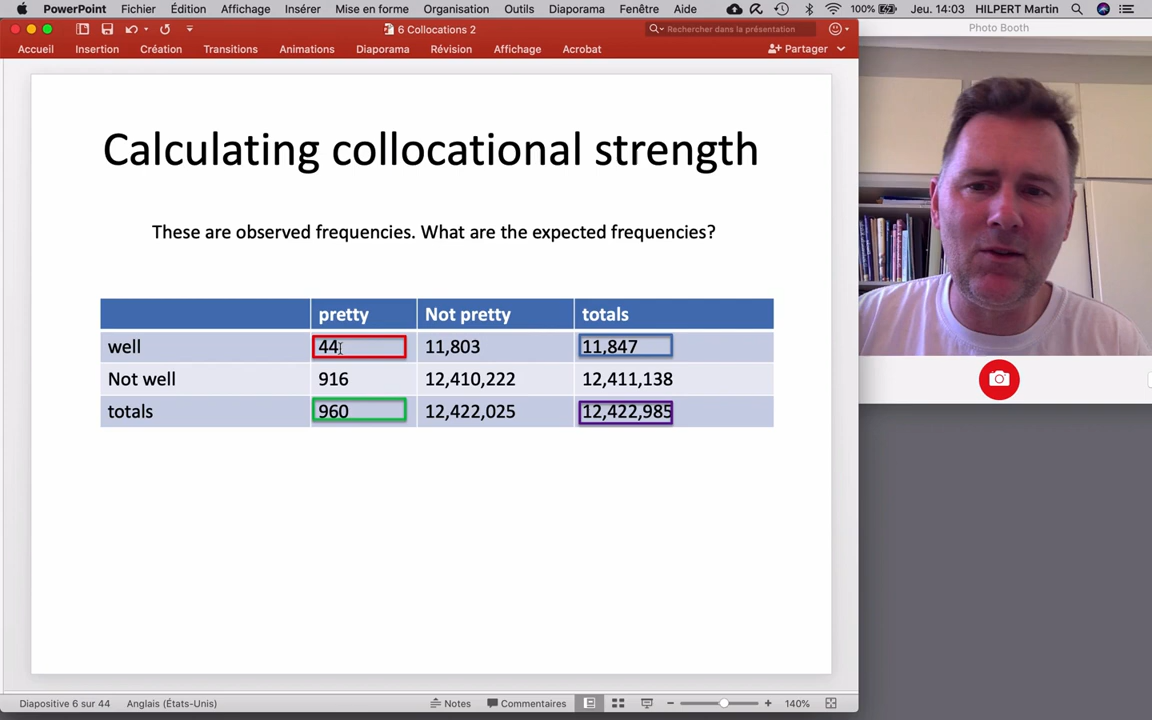 PowerPoint Fichier Édition Affichage Insérer Mise en forme Organisation Outils Diaporama Fenêtre Aide 100% Jeu. 14:03 HILPERT Martin
6 Collocations 2
Rechercher dans la présentation
Photo Booth
Accueil Insertion Création Transitions Animations Diaporama Révision Affichage Acrobat Partager
Calculating collocational strength
These are observed frequencies. What are the expected frequencies?
pretty Not pretty totals
well 44 11,803 11,847
Not well 916 12,410,222 12,411,138
totals 960 12,422,025 12,422,985
Diapositive 6 sur 44 Anglais (États-Unis) Notes Commentaires 140%